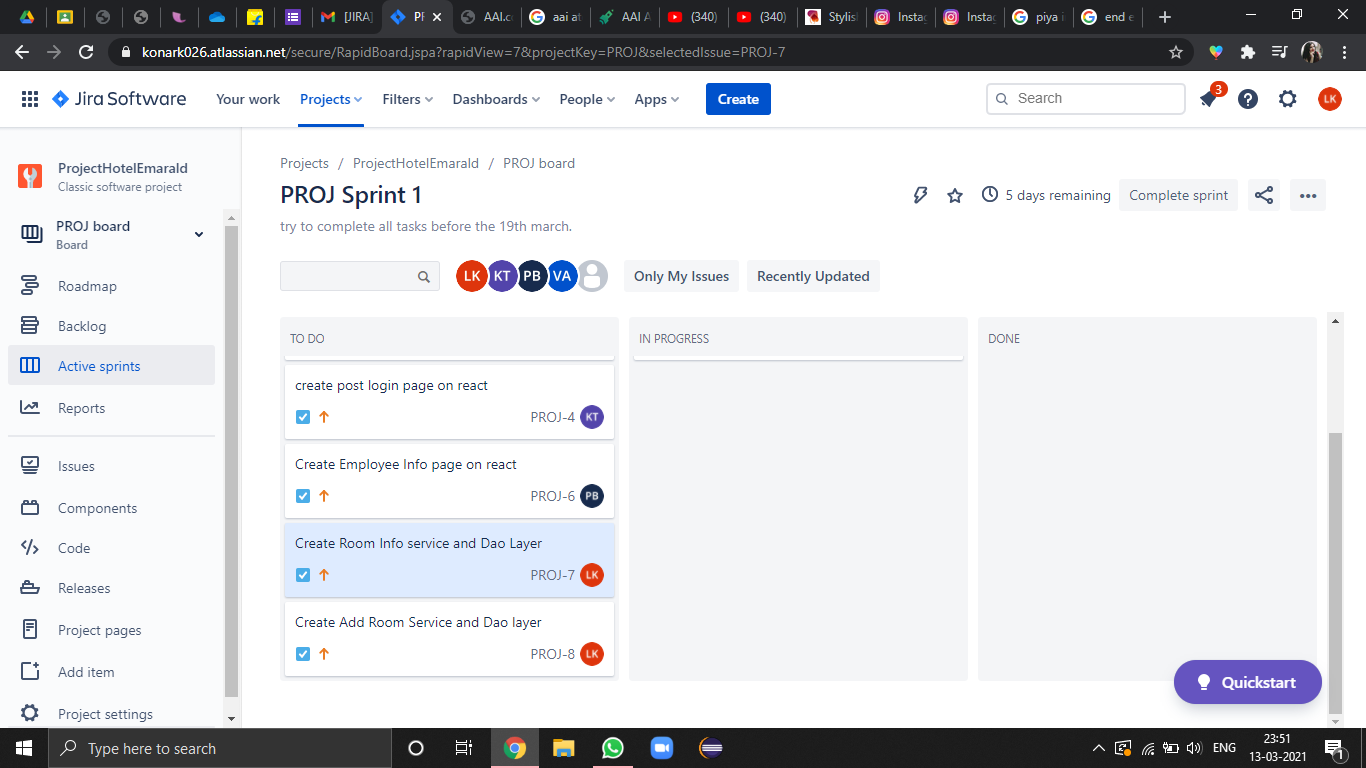 [JIRA]
PF
AAI.c
aai at
AAI A
(340)
(340)
Stylish
Instag
Instag
piya i
end e
konark026.atlassian.net/secure/RapidBoard.jspa?rapidView=7&projectKey=PROJ&selectedIssue=PROJ-7
Jira Software
Your work
Projects
Filters
Dashboards
People
Apps
Create
Search
3
LK
ProjectHotelEmarald
Classic software project
PROJ board
Board
Roadmap
Backlog
Active sprints
Reports
Issues
Components
Code
Releases
Project pages
Add item
Project settings
Projects / ProjectHotelEmarald / PROJ board
PROJ Sprint 1
5 days remaining
Complete sprint
try to complete all tasks before the 19th march.
LK KT PB VA
Only My Issues
Recently Updated
TO DO
IN PROGRESS
DONE
create post login page on react
PROJ-4 KT
Create Employee Info page on react
PROJ-6 PB
Create Room Info service and Dao Layer
PROJ-7 LK
Create Add Room Service and Dao layer
PROJ-8 LK
Quickstart
Type here to search
ENG
23:51
13-03-2021
1